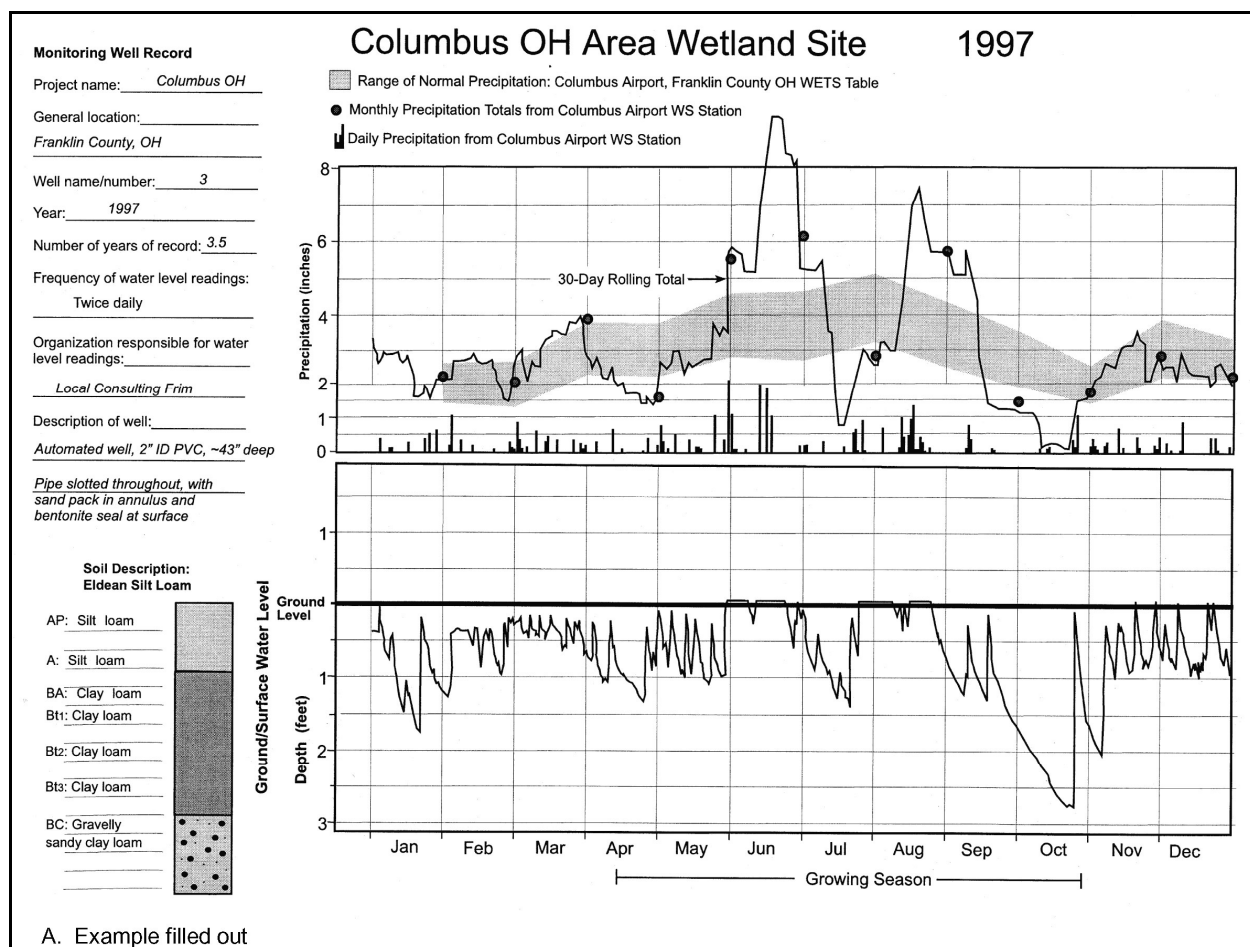 Columbus OH Area Wetland Site 1997
Monitoring Well Record
Project name: Columbus OH
General location:
Franklin County, OH
Well name/number: 3
Year: 1997
Number of years of record: 3.5
Frequency of water level readings:
Twice daily
Organization responsible for water
level readings:
Local Consulting Frim
Description of well:
Automated well, 2" ID PVC, ~43" deep
Pipe slotted throughout, with
sand pack in annulus and
bentonite seal at surface
Soil Description:
Eldean Silt Loam
AP: Silt loam
A: Silt loam
BA: Clay loam
Bt1: Clay loam
Bt2: Clay loam
Bt3: Clay loam
BC: Gravelly
sandy clay loam
Range of Normal Precipitation: Columbus Airport, Franklin County OH WETS Table
Monthly Precipitation Totals from Columbus Airport WS Station
Daily Precipitation from Columbus Airport WS Station
Precipitation (inches)
8
6
4
2
1
0
30-Day Rolling Total
Ground/Surface Water Level
Depth (feet)
1
Ground
Level
1
2
3
Jan Feb Mar Apr May Jun Jul Aug Sep Oct Nov Dec
Growing Season
A. Example filled out